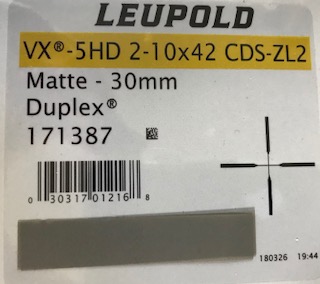 LEUPOLD
VX®-5HD 2-10x42 CDS-ZL2
Matte - 30mm
Duplex®
171387
0 30317 01216 8
180326 19:44